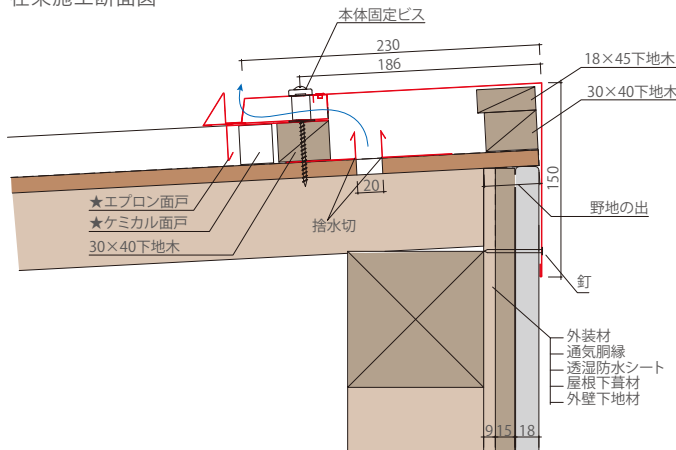 本体固定ビス
230
186
18×45下地木
30×40下地木
150
20
★エプロン面戸
★ケミカル面戸
30×40下地木
捨水切
野地の出
釘
外装材
通気胴縁
透湿防水シート
屋根下葺材
外壁下地材
9 15 18